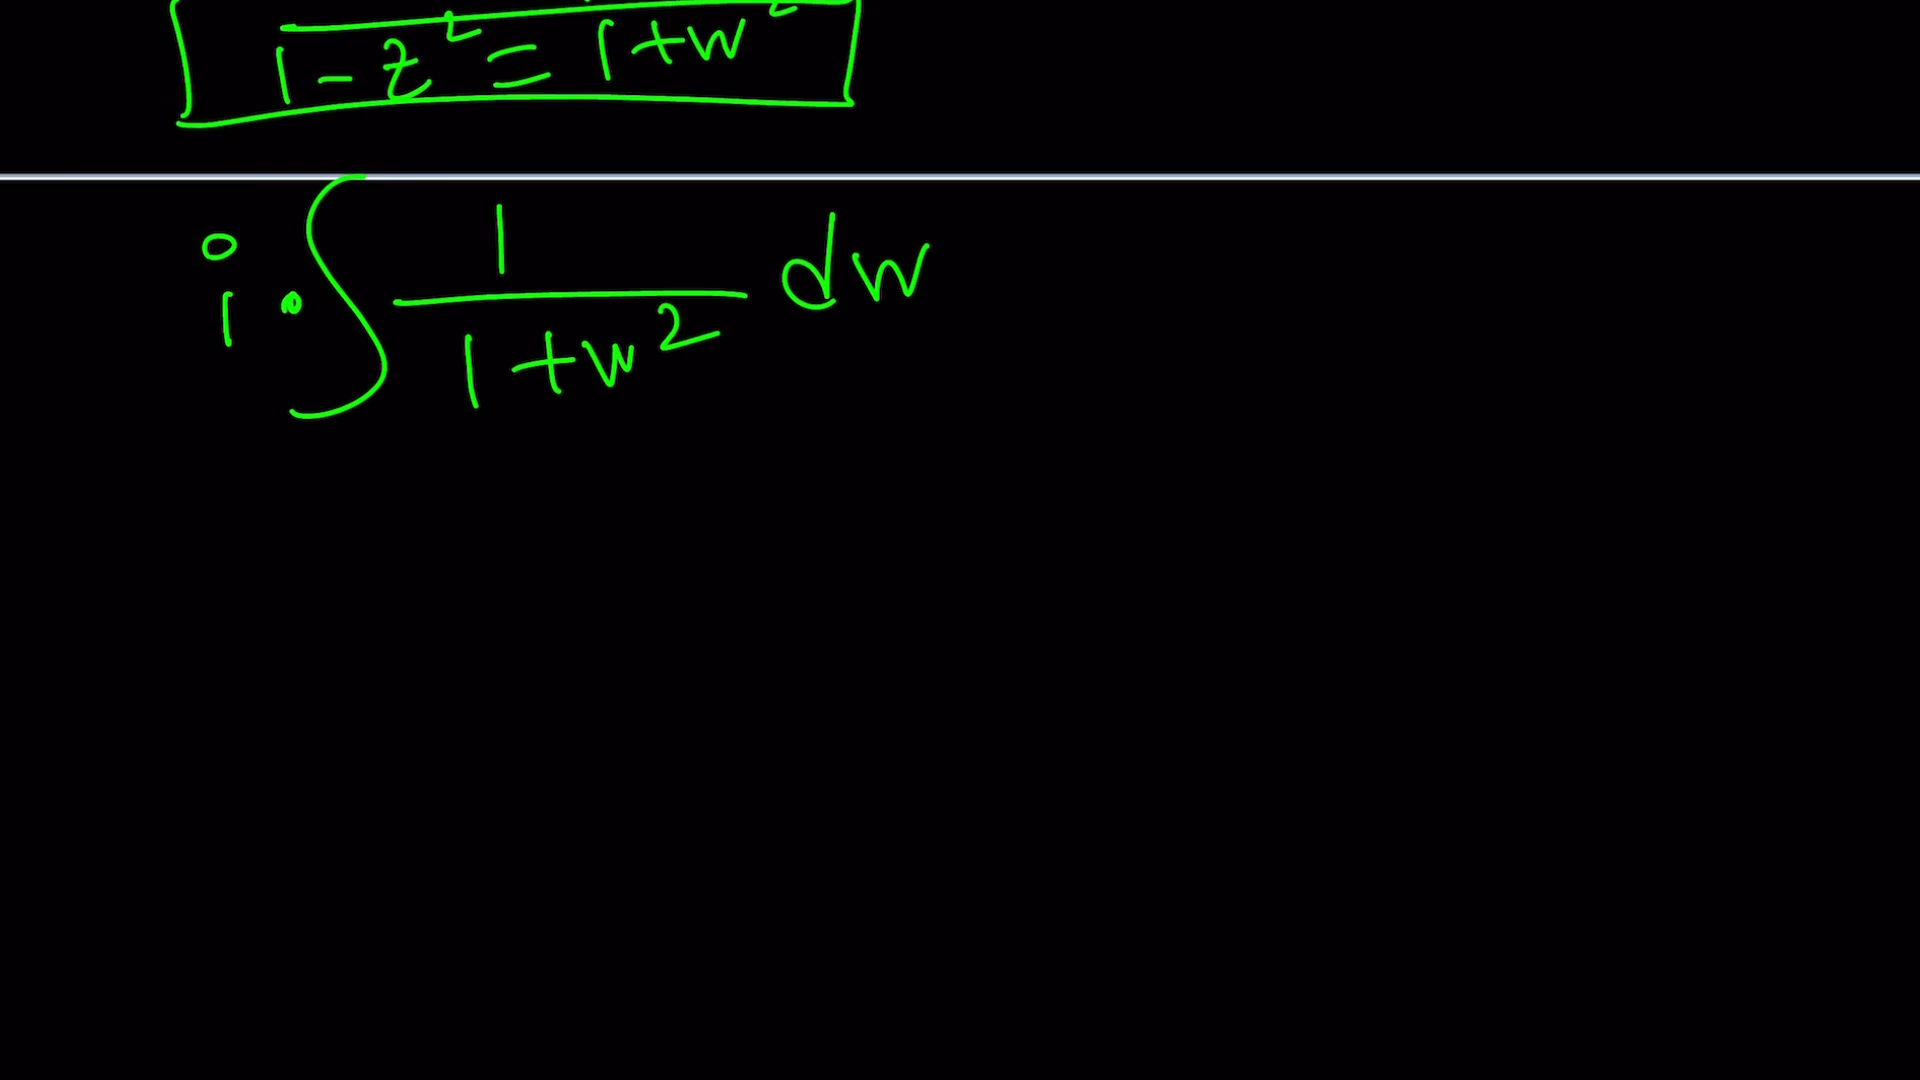 1 - z² = 1 + w²
i · ∫ 1/(1 + w²) dw